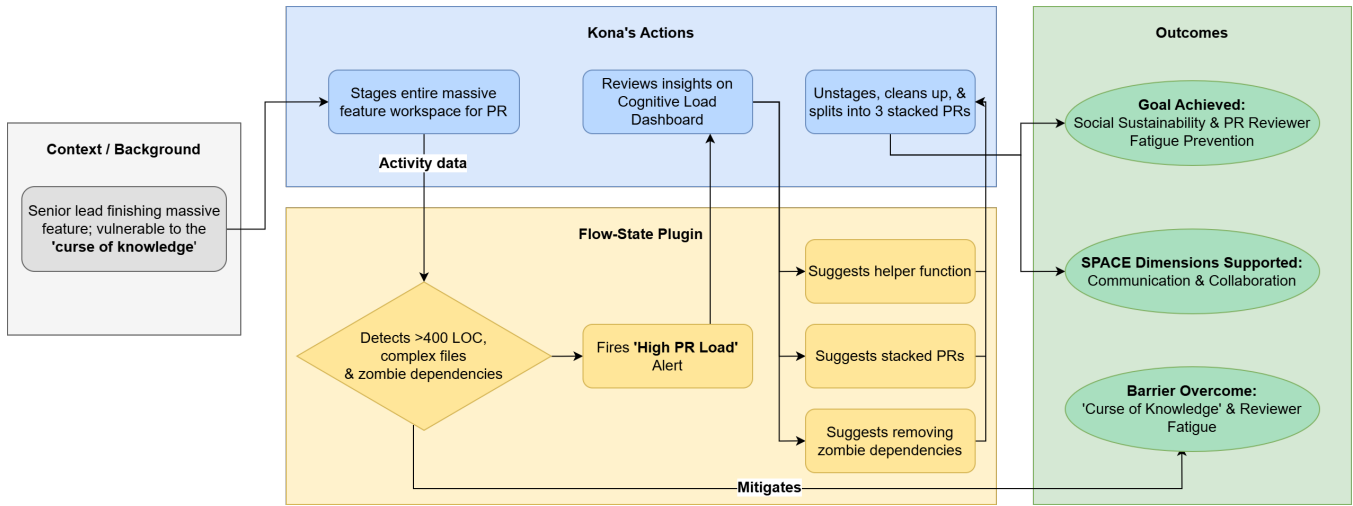 Context / Background
Senior lead finishing massive
feature; vulnerable to the
'curse of knowledge'
Kona's Actions
Stages entire massive
feature workspace for PR
Reviews insights on
Cognitive Load
Dashboard
Unstages, cleans up, &
splits into 3 stacked PRs
Activity data
Flow-State Plugin
Detects >400 LOC,
complex files
& zombie dependencies
Fires 'High PR Load'
Alert
Suggests helper function
Suggests stacked PRs
Suggests removing
zombie dependencies
Mitigates
Outcomes
Goal Achieved:
Social Sustainability & PR Reviewer
Fatigue Prevention
SPACE Dimensions Supported:
Communication & Collaboration
Barrier Overcome:
'Curse of Knowledge' & Reviewer
Fatigue